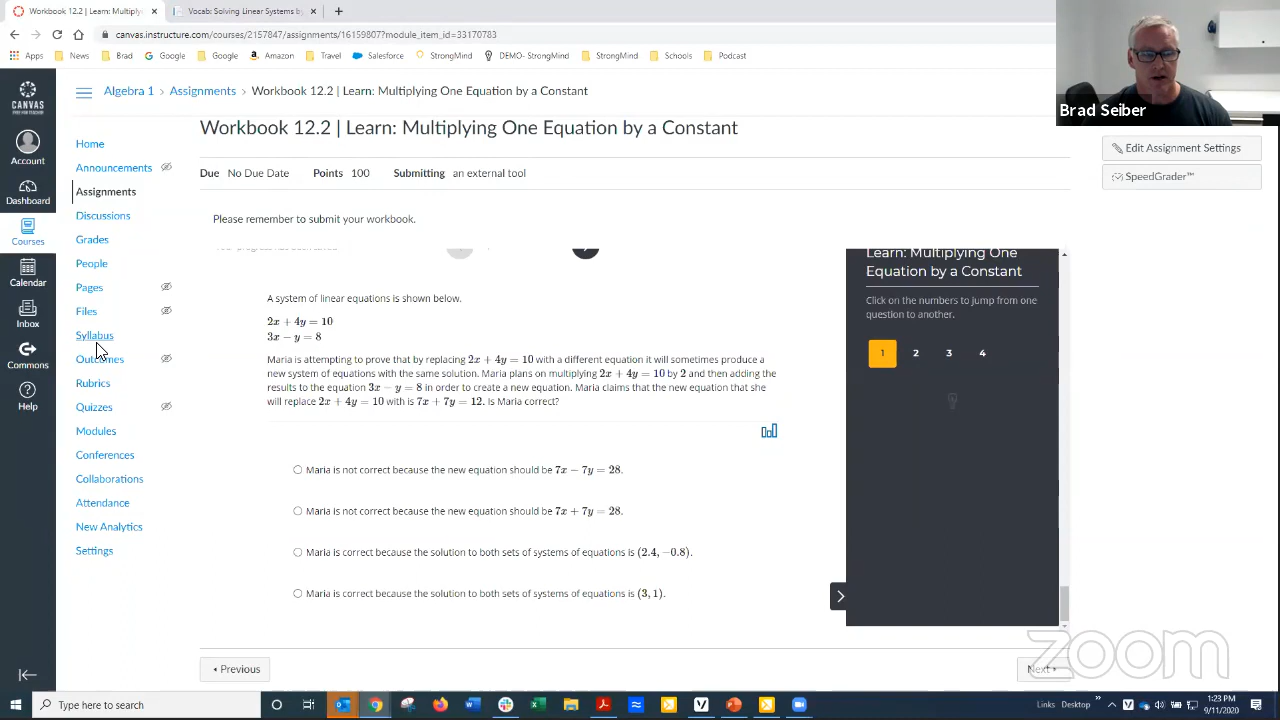 Workbook 12.2 | Learn: Multiply
Vocab: Solving Linear Systems by
canvas.instructure.com/courses/2157847/assignments/16159807?module_item_id=33170783
Apps
News
Brad
Google
Google
Amazon
Travel
Salesforce
StrongMind
DEMO- StrongMind
Schools
Podcast
Brad Seiber
CANVAS
FREE FOR TEACHER
Account
Dashboard
Courses
Calendar
Inbox
Commons
Help
Algebra 1 › Assignments › Workbook 12.2 | Learn: Multiplying One Equation by a Constant
Home
Announcements
Assignments
Discussions
Grades
People
Pages
Files
Syllabus
Outcomes
Rubrics
Quizzes
Modules
Conferences
Collaborations
Attendance
New Analytics
Settings
Workbook 12.2 | Learn: Multiplying One Equation by a Constant
Due No Due Date Points 100 Submitting an external tool
Edit Assignment Settings
SpeedGrader™
Please remember to submit your workbook.
A system of linear equations is shown below.
2x + 4y = 10
3x − y = 8
Maria is attempting to prove that by replacing 2x + 4y = 10 with a different equation it will sometimes produce a
new system of equations with the same solution. Maria plans on multiplying 2x + 4y = 10 by 2 and then adding the
results to the equation 3x − y = 8 in order to create a new equation. Maria claims that the new equation that she
will replace 2x + 4y = 10 with is 7x + 7y = 12. Is Maria correct?
Maria is not correct because the new equation should be 7x − 7y = 28.
Maria is not correct because the new equation should be 7x + 7y = 28.
Maria is correct because the solution to both sets of systems of equations is (2.4, −0.8).
Maria is correct because the solution to both sets of systems of equations is (3, 1).
Learn: Multiplying One
Equation by a Constant
Click on the numbers to jump from one
question to another.
1 2 3 4
Previous
Next
zoom
Type here to search
Links
Desktop
1:23 PM
9/11/2020